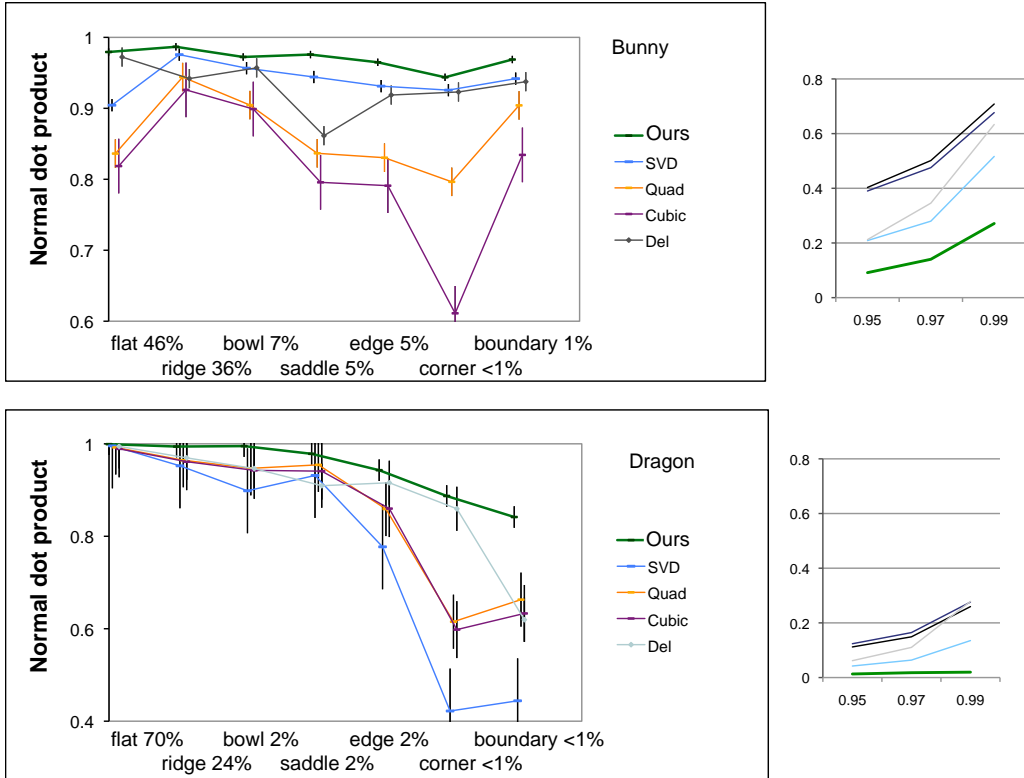 Bunny
Normal dot product
1
0.9
0.8
0.7
0.6
flat 46%
ridge 36%
bowl 7%
saddle 5%
edge 5%
corner <1%
boundary 1%
Ours
SVD
Quad
Cubic
Del
0.8
0.6
0.4
0.2
0
0.95 0.97 0.99
Dragon
Normal dot product
1
0.8
0.6
0.4
flat 70%
ridge 24%
bowl 2%
saddle 2%
edge 2%
corner <1%
boundary <1%
Ours
SVD
Quad
Cubic
Del
0.8
0.6
0.4
0.2
0
0.95 0.97 0.99